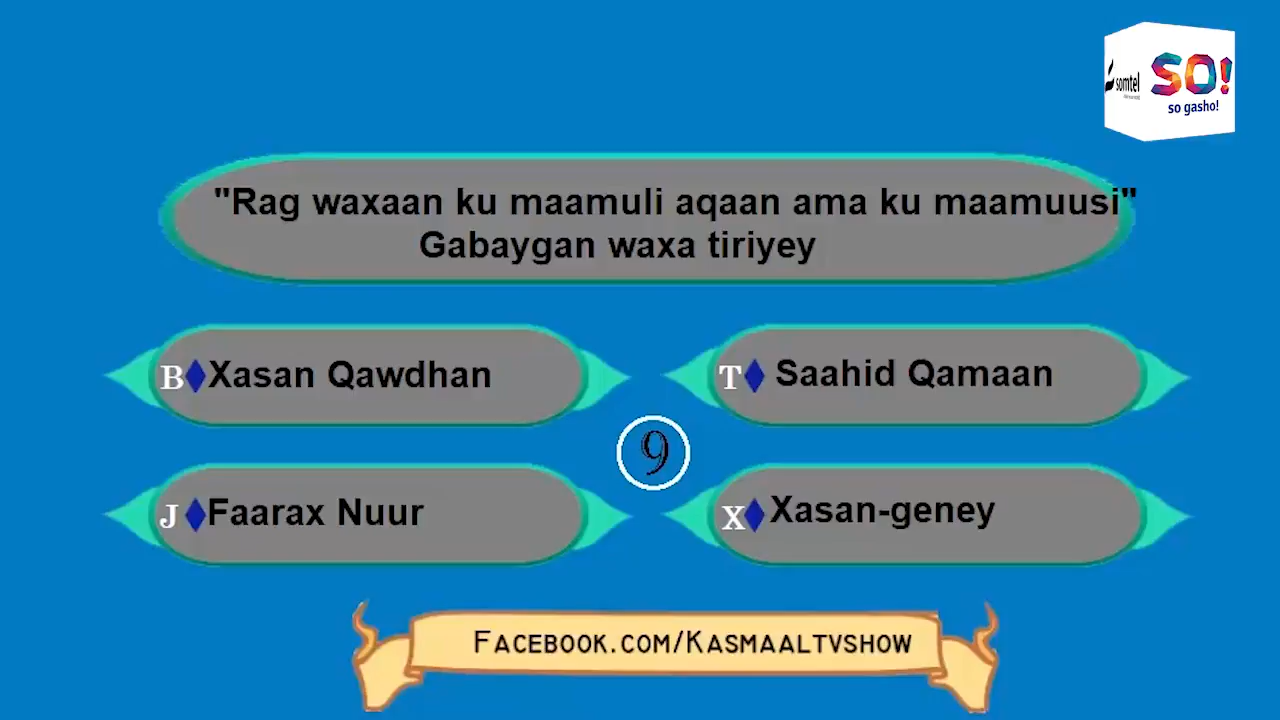 somtel
SO!
so gasho!
"Rag waxaan ku maamuli aqaan ama ku maamuusi"
Gabaygan waxa tiriyey
B Xasan Qawdhan
T Saahid Qamaan
9
J Faarax Nuur
X Xasan-geney
FACEBOOK.COM/KASMAALTVSHOW